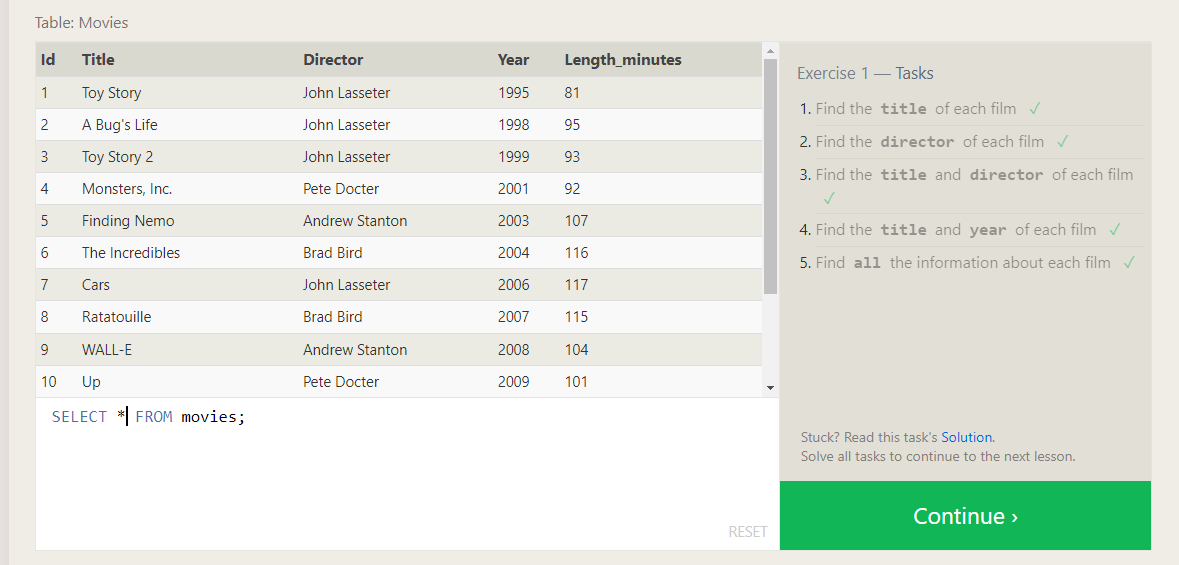 Table: Movies
Id Title Director Year Length_minutes
1 Toy Story John Lasseter 1995 81
2 A Bug's Life John Lasseter 1998 95
3 Toy Story 2 John Lasseter 1999 93
4 Monsters, Inc. Pete Docter 2001 92
5 Finding Nemo Andrew Stanton 2003 107
6 The Incredibles Brad Bird 2004 116
7 Cars John Lasseter 2006 117
8 Ratatouille Brad Bird 2007 115
9 WALL-E Andrew Stanton 2008 104
10 Up Pete Docter 2009 101
SELECT * FROM movies;
RESET
Exercise 1 — Tasks
1. Find the title of each film ✓
2. Find the director of each film ✓
3. Find the title and director of each film
✓
4. Find the title and year of each film ✓
5. Find all the information about each film ✓
Stuck? Read this task's Solution.
Solve all tasks to continue to the next lesson.
Continue ›